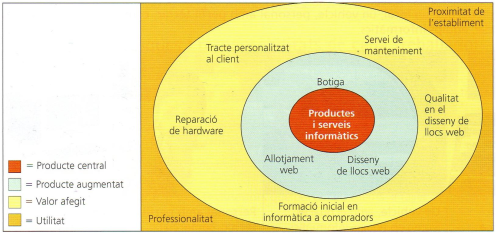 Proximitat de
l'establiment
Servei de
manteniment
Tracte personalitzat
al client
Botiga
Qualitat
en el
disseny de
llocs web
Productes
i serveis
informàtics
Reparació
de hardware
Allotjament
web
Disseny
de llocs web
Formació inicial en
informàtica a compradors
Professionalitat
= Producte central
= Producte augmentat
= Valor afegit
= Utilitat